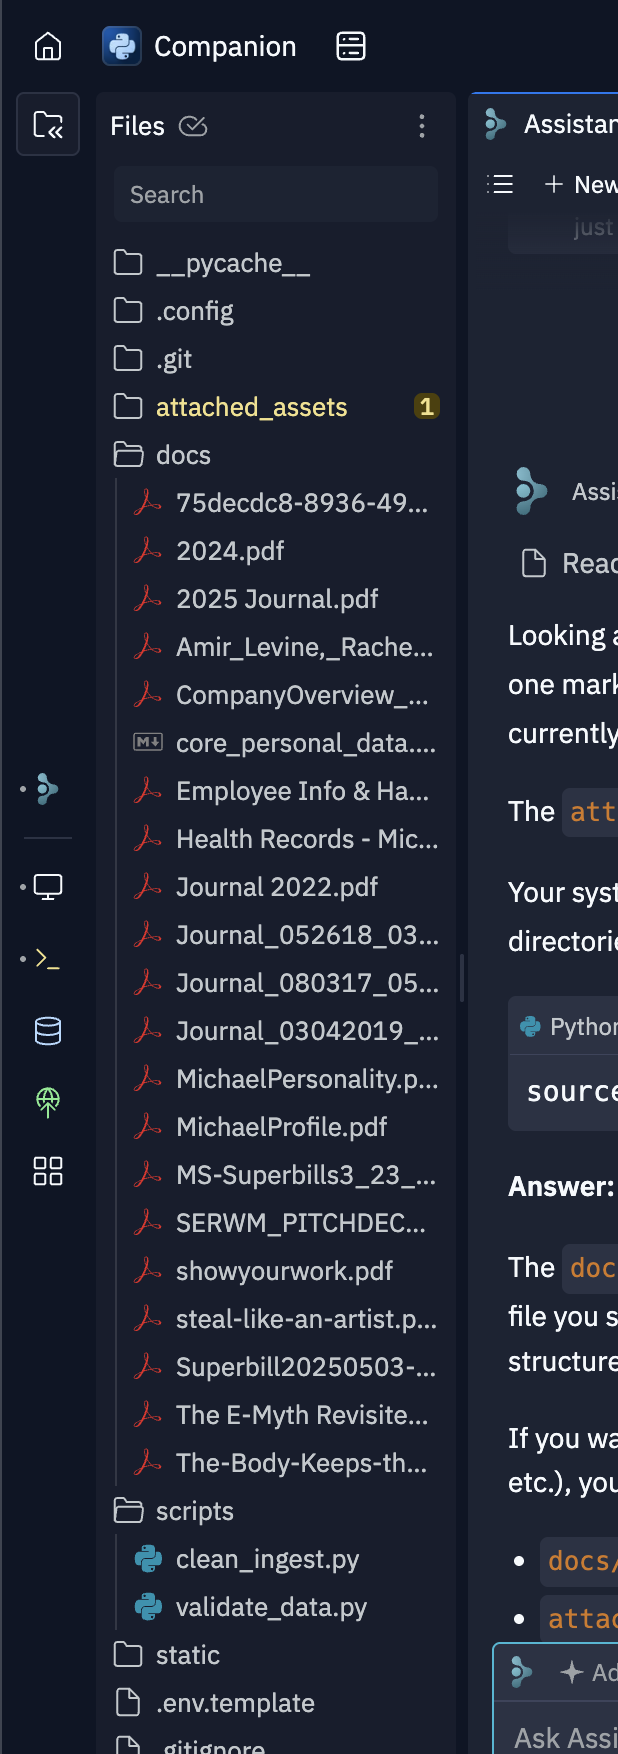 Companion
Files
Search
__pycache__
.config
.git
attached_assets 1
docs
75decdc8-8936-49...
2024.pdf
2025 Journal.pdf
Amir_Levine,_Rache...
CompanyOverview_...
core_personal_data....
Employee Info & Ha...
Health Records - Mic...
Journal 2022.pdf
Journal_052618_03...
Journal_080317_05...
Journal_03042019_...
MichaelPersonality.p...
MichaelProfile.pdf
MS-Superbills3_23_...
SERWM_PITCHDEC...
showyourwork.pdf
steal-like-an-artist.p...
Superbill20250503-...
The E-Myth Revisite...
The-Body-Keeps-th...
scripts
clean_ingest.py
validate_data.py
static
.env.template
.gitignore
Assistan
+ New
just
Assi
Read
Looking a
one mark
currently
The att
Your syst
directorie
Python
source
Answer:
The doc
file you s
structure
If you wa
etc.), you
• docs/
• attac
Ad
Ask Assi